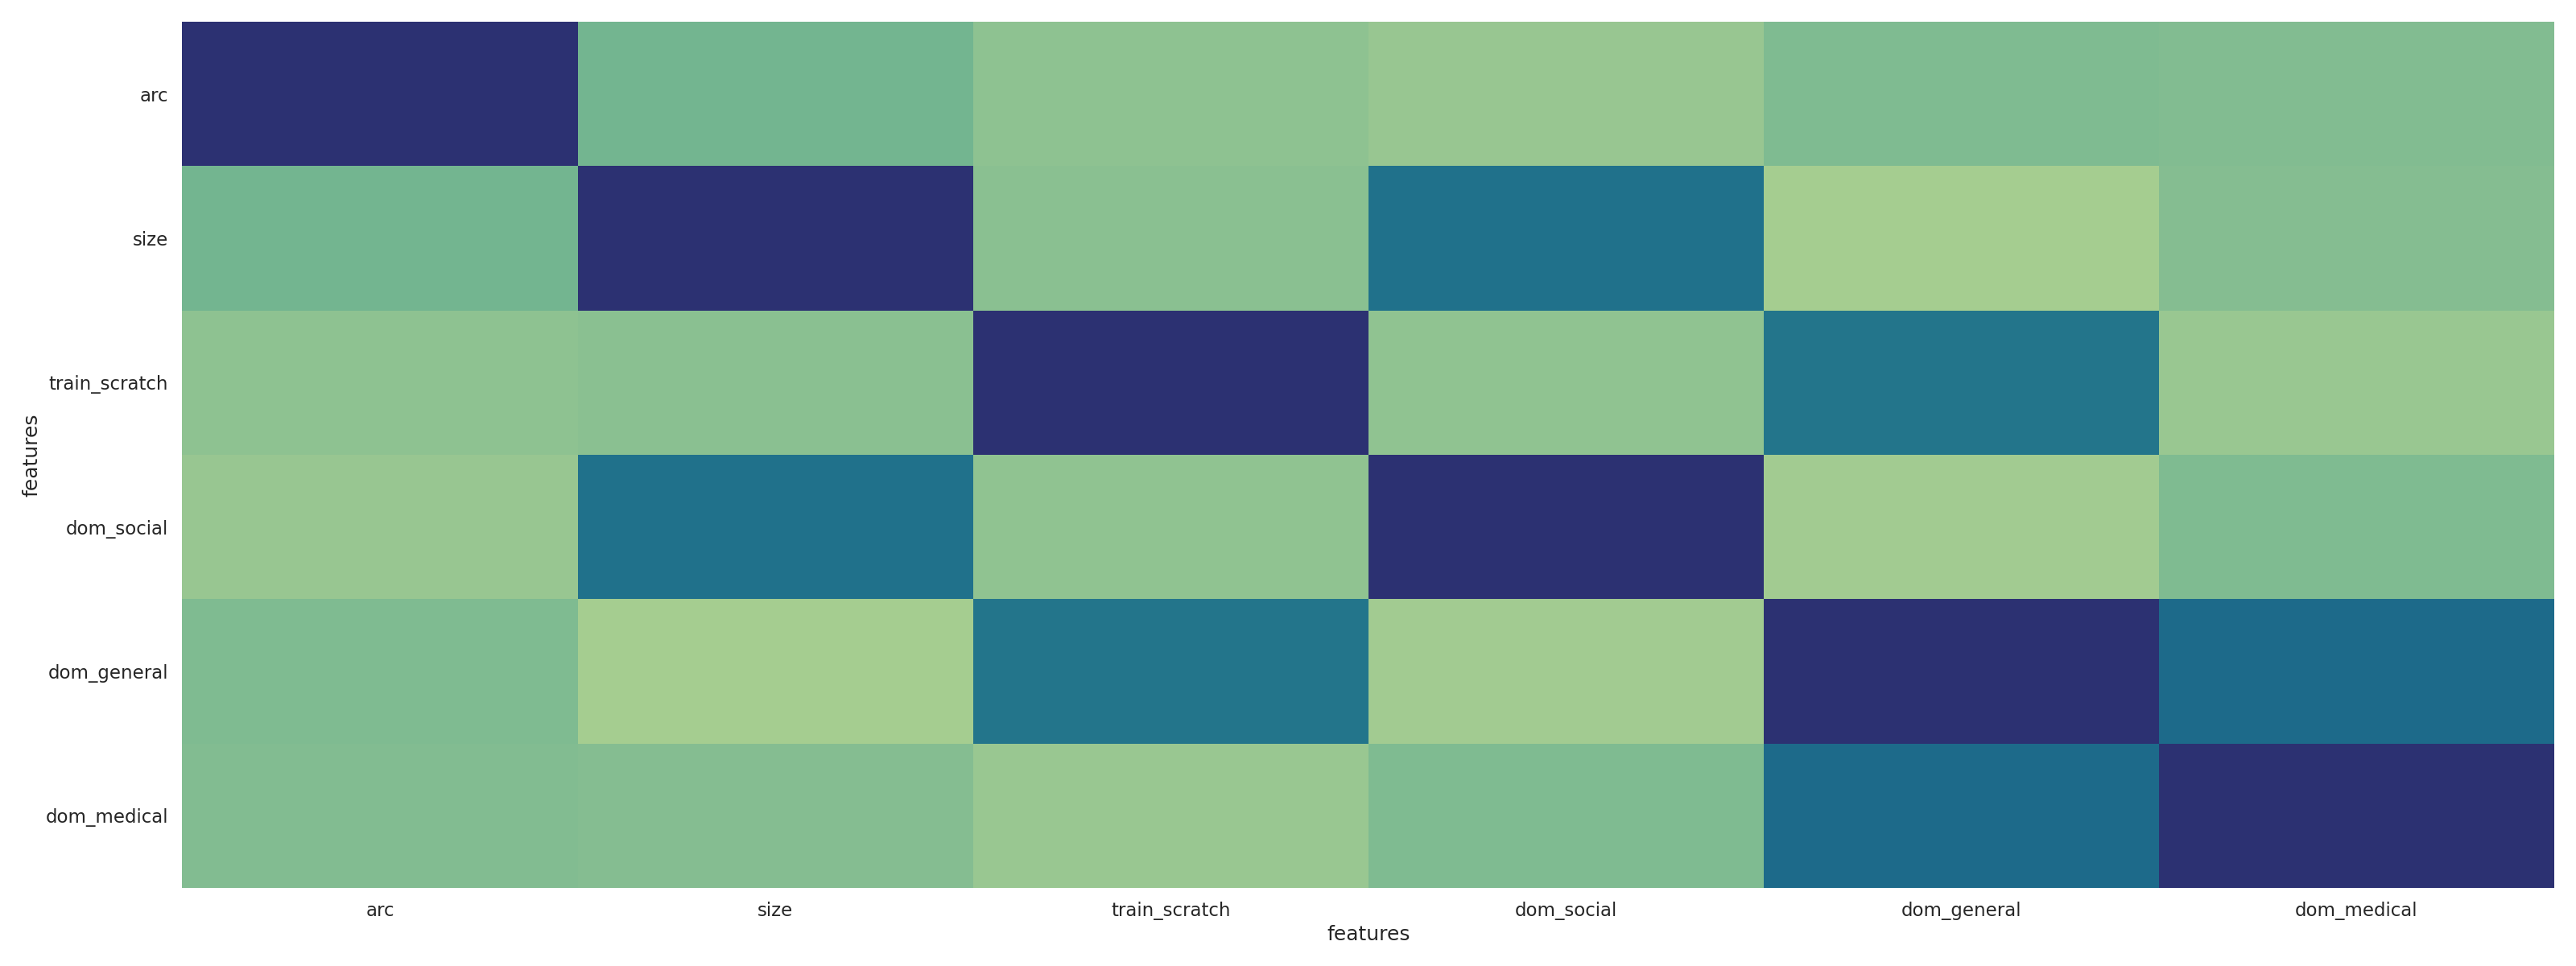 arc
size
train_scratch
dom_social
dom_general
dom_medical
features
arc size train_scratch dom_social dom_general dom_medical
features